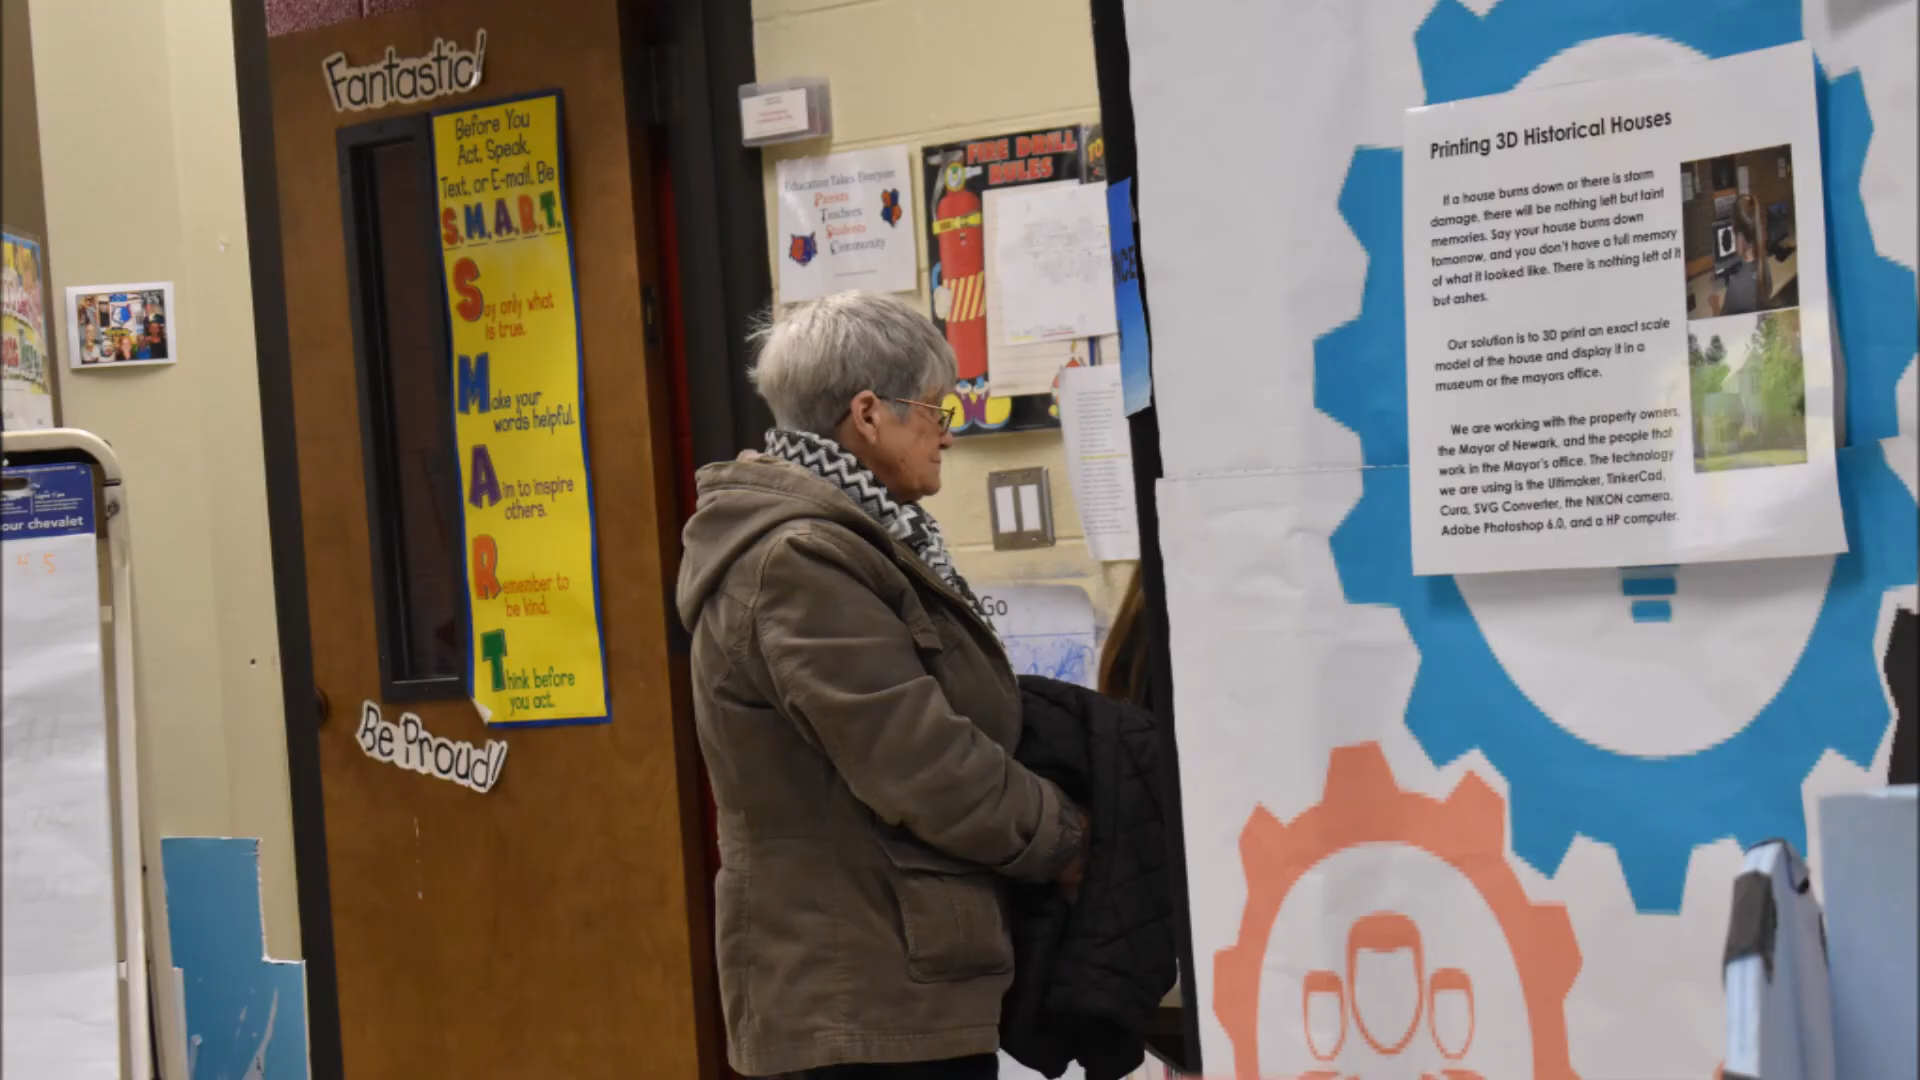 Fantastic!
Before You
Act, Speak,
Text, or E-mail, Be
S.M.A.R.T.
Say only what
is true.
Make your
words helpful.
Aim to inspire
others.
Remember to
be kind.
Think before
you act.
Be Proud!
our chevalet
4.5
Education Takes Everyone
Parents
Teachers
Students
Community
FIRE DRILL
RULES
TO
Go
Printing 3D Historical Houses
If a house burns down or there is storm
damage, there will be nothing left but faint
memories. Say your house burns down
tomorrow, and you don't have a full memory
of what it looked like. There is nothing left of it
but ashes.
Our solution is to 3D print an exact scale
model of the house and display it in a
museum or the mayors office.
We are working with the property owners,
the Mayor of Newark, and the people that
work in the Mayor's office. The technology
we are using is the Ultimaker, TinkerCad,
Cura, SVG Converter, the NIKON camera,
Adobe Photoshop 6.0, and a HP computer.